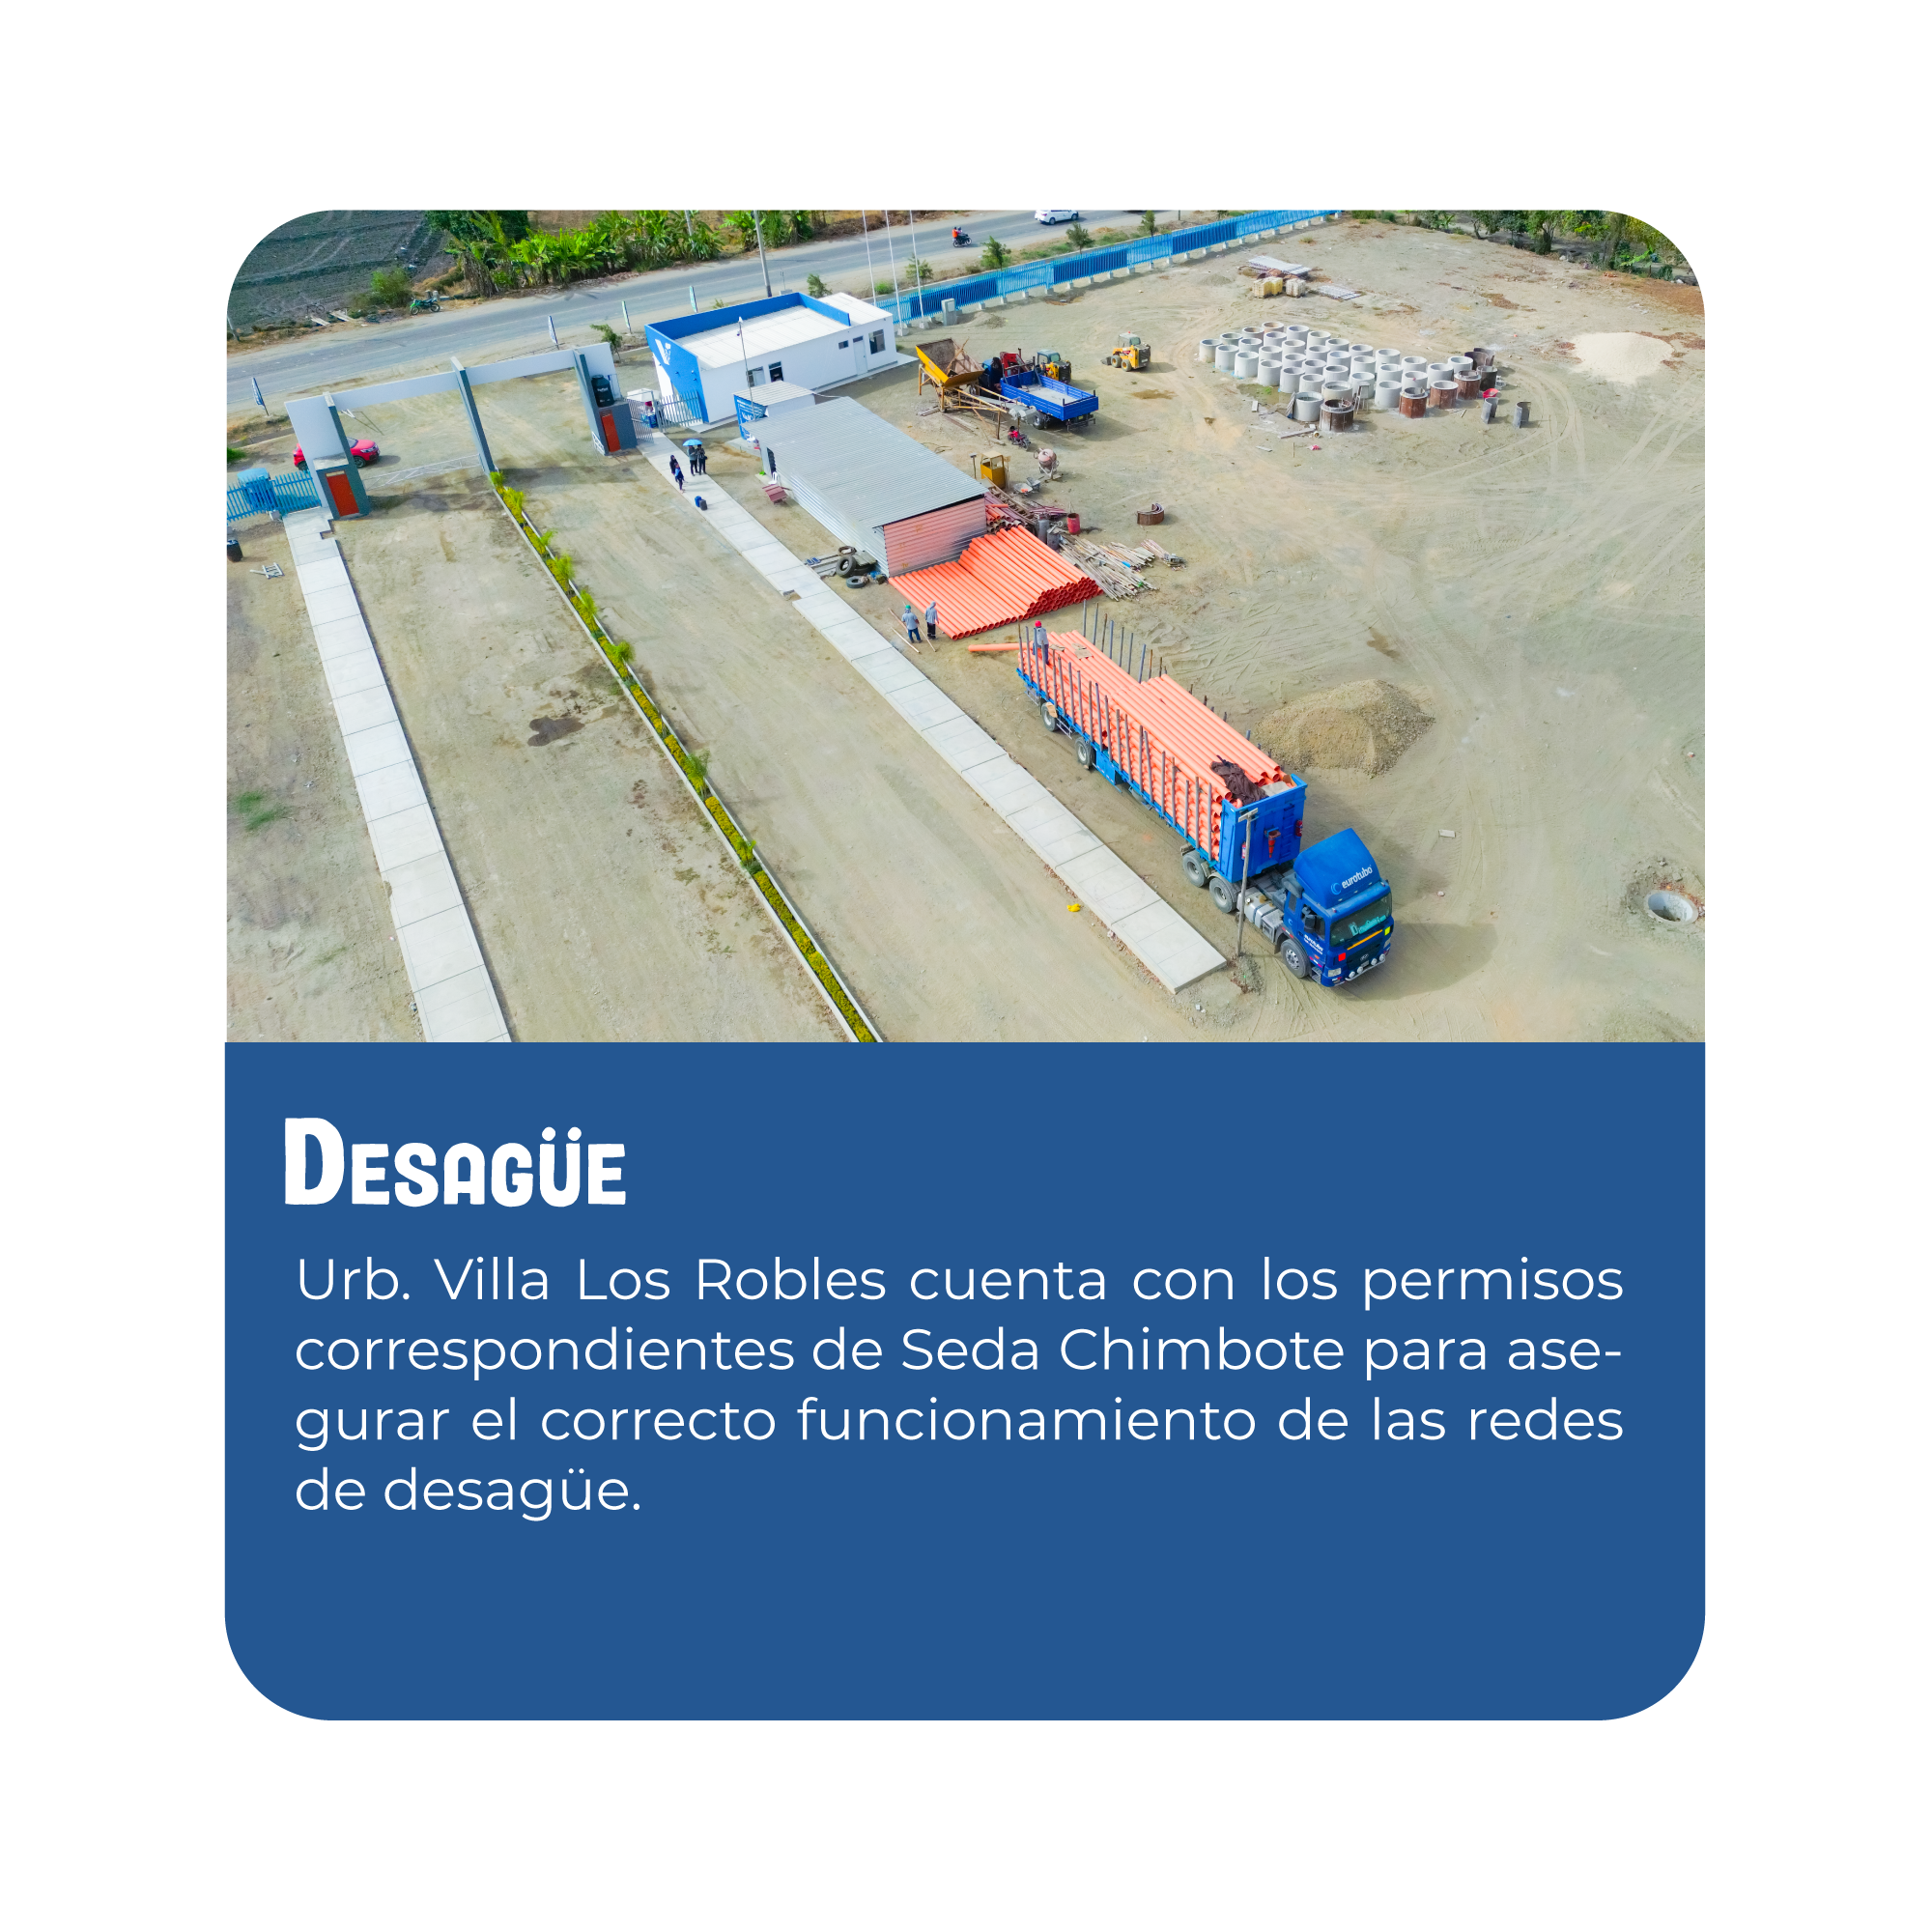 eurotubo
Desagüe
Urb. Villa Los Robles cuenta con los permisos
correspondientes de Seda Chimbote para ase-
gurar el correcto funcionamiento de las redes
de desagüe.